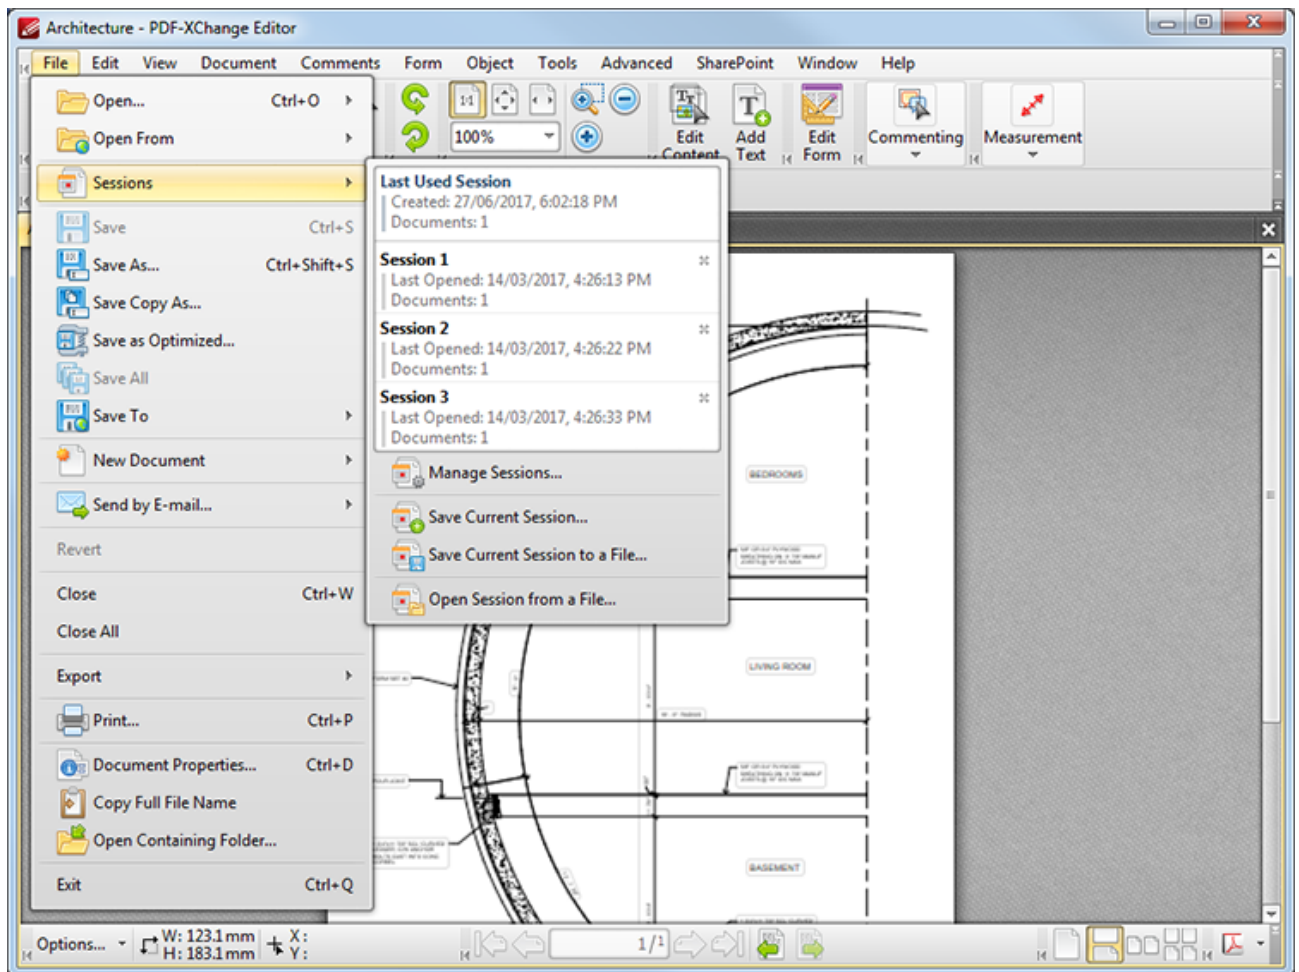 Architecture - PDF-XChange Editor
File Edit View Document Comments Form Object Tools Advanced SharePoint Window Help
Open... Ctrl+O
Open From
Sessions
Save Ctrl+S
Save As... Ctrl+Shift+S
Save Copy As...
Save as Optimized...
Save All
Save To
New Document
Send by E-mail...
Revert
Close Ctrl+W
Close All
Export
Print... Ctrl+P
Document Properties... Ctrl+D
Copy Full File Name
Open Containing Folder...
Exit Ctrl+Q
1:1
100%
Edit Content
Add Text
Edit Form
Commenting
Measurement
Last Used Session
Created: 27/06/2017, 6:02:18 PM
Documents: 1
Session 1
Last Opened: 14/03/2017, 4:26:13 PM
Documents: 1
Session 2
Last Opened: 14/03/2017, 4:26:22 PM
Documents: 1
Session 3
Last Opened: 14/03/2017, 4:26:33 PM
Documents: 1
Manage Sessions...
Save Current Session...
Save Current Session to a File...
Open Session from a File...
BEDROOMS
LIVING ROOM
BASEMENT
Options...
W: 123.1 mm
H: 183.1 mm
X:
Y:
1/1